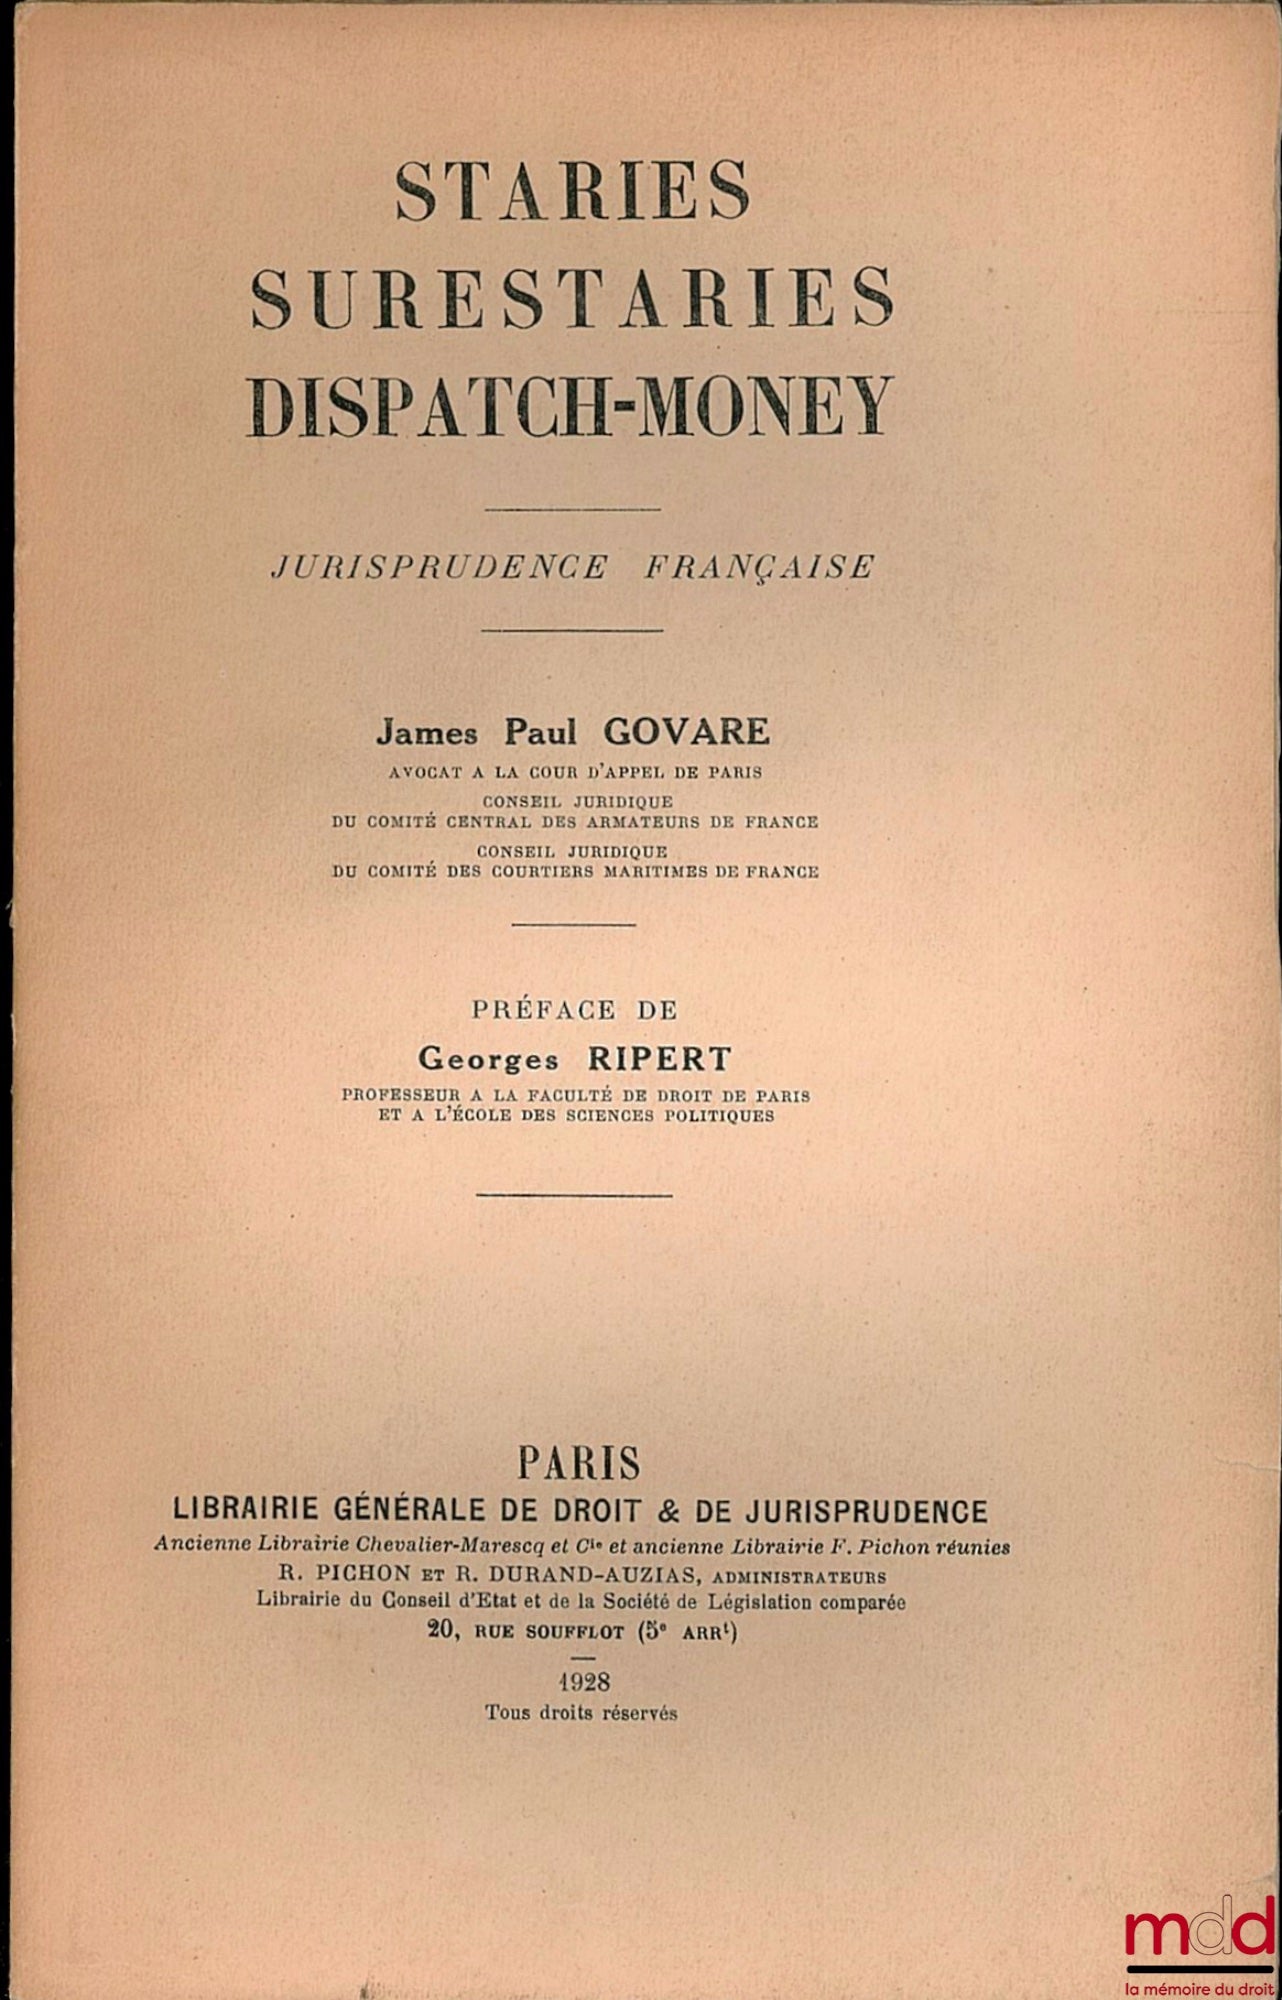 STARIES
SURESTARIES
DISPATCH-MONEY
JURISPRUDENCE FRANÇAISE
James Paul GOVARE
AVOCAT A LA COUR D'APPEL DE PARIS
CONSEIL JURIDIQUE
DU COMITÉ CENTRAL DES ARMATEURS DE FRANCE
CONSEIL JURIDIQUE
DU COMITÉ DES COURTIERS MARITIMES DE FRANCE
PRÉFACE DE
Georges RIPERT
PROFESSEUR A LA FACULTÉ DE DROIT DE PARIS
ET A L'ÉCOLE DES SCIENCES POLITIQUES
PARIS
LIBRAIRIE GÉNÉRALE DE DROIT & DE JURISPRUDENCE
Ancienne Librairie Chevalier-Marescq et Cie et ancienne Librairie F. Pichon réunies
R. PICHON ET R. DURAND-AUZIAS, ADMINISTRATEURS
Librairie du Conseil d'Etat et de la Société de Législation comparée
20, RUE SOUFFLOT (5e ARRt)
1928
Tous droits réservés
mdd
la mémoire du droit